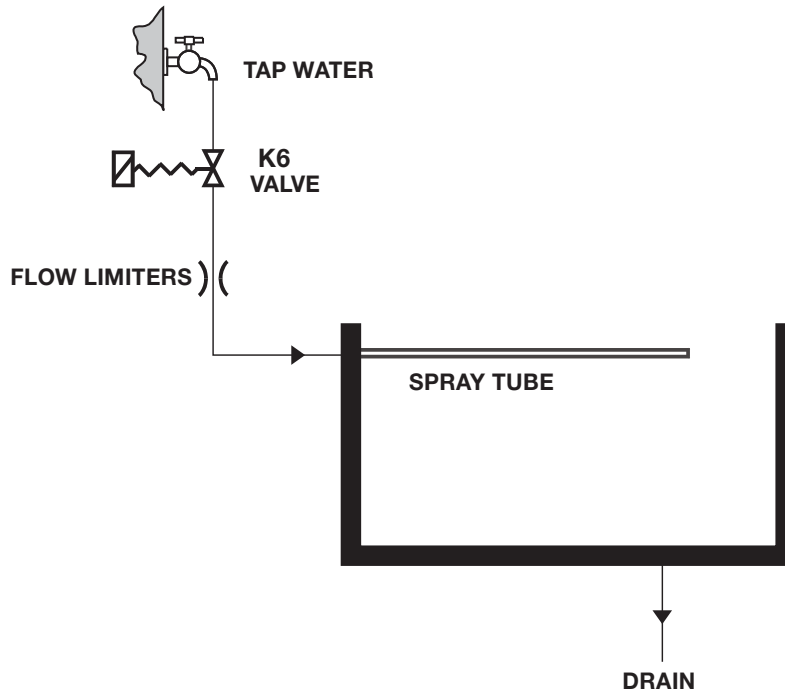 TAP WATER
K6
VALVE
FLOW LIMITERS
SPRAY TUBE
DRAIN